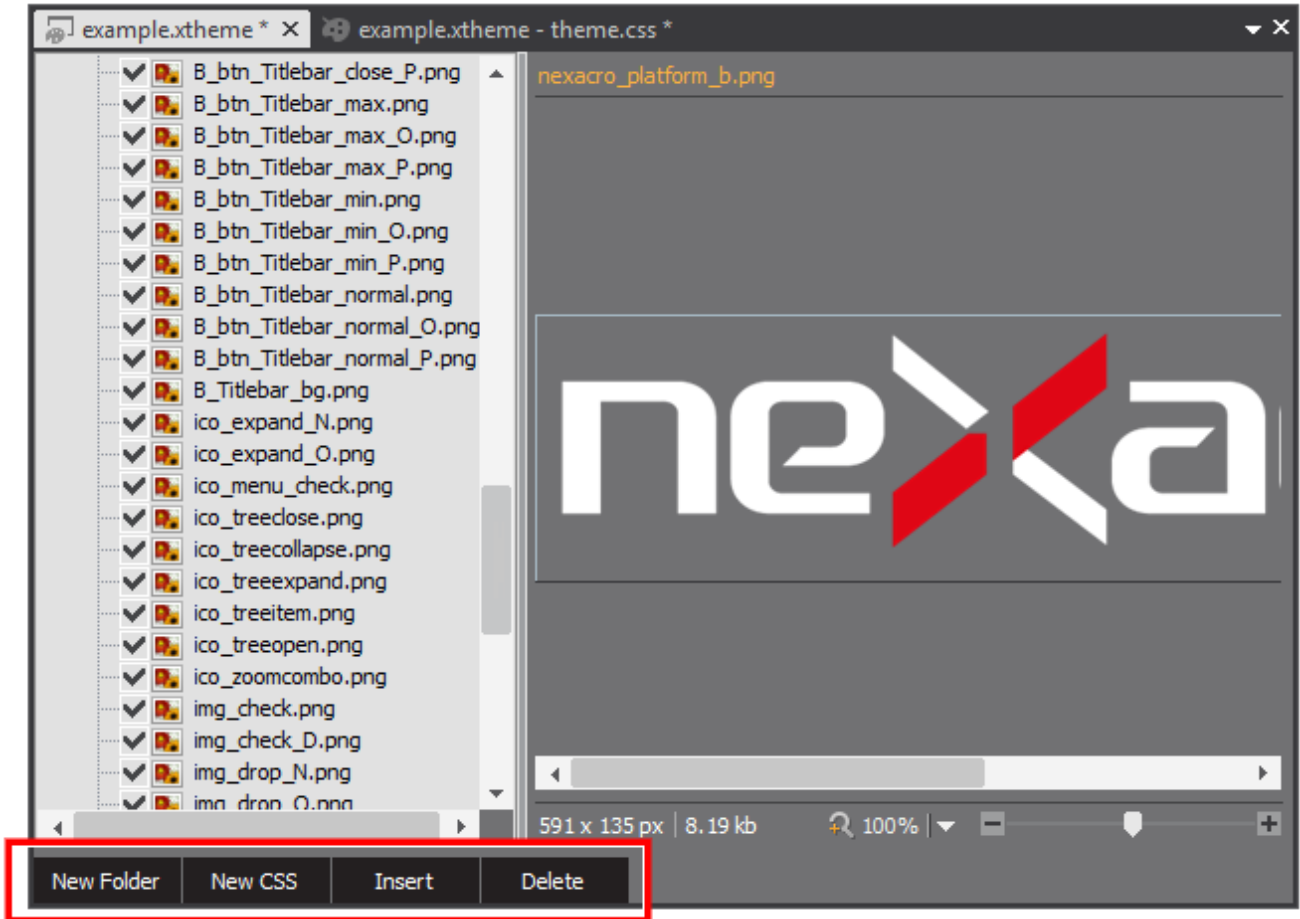 example.xtheme *
example.xtheme - theme.css *
B_btn_Titlebar_close_P.png
B_btn_Titlebar_max.png
B_btn_Titlebar_max_O.png
B_btn_Titlebar_max_P.png
B_btn_Titlebar_min.png
B_btn_Titlebar_min_O.png
B_btn_Titlebar_min_P.png
B_btn_Titlebar_normal.png
B_btn_Titlebar_normal_O.png
B_btn_Titlebar_normal_P.png
B_Titlebar_bg.png
ico_expand_N.png
ico_expand_O.png
ico_menu_check.png
ico_treeclose.png
ico_treecollapse.png
ico_treeexpand.png
ico_treeitem.png
ico_treeopen.png
ico_zoomcombo.png
img_check.png
img_check_D.png
img_drop_N.png
img_drop_O.png
nexacro_platform_b.png
nexa
591 x 135 px 8.19 kb 100%
New Folder New CSS Insert Delete